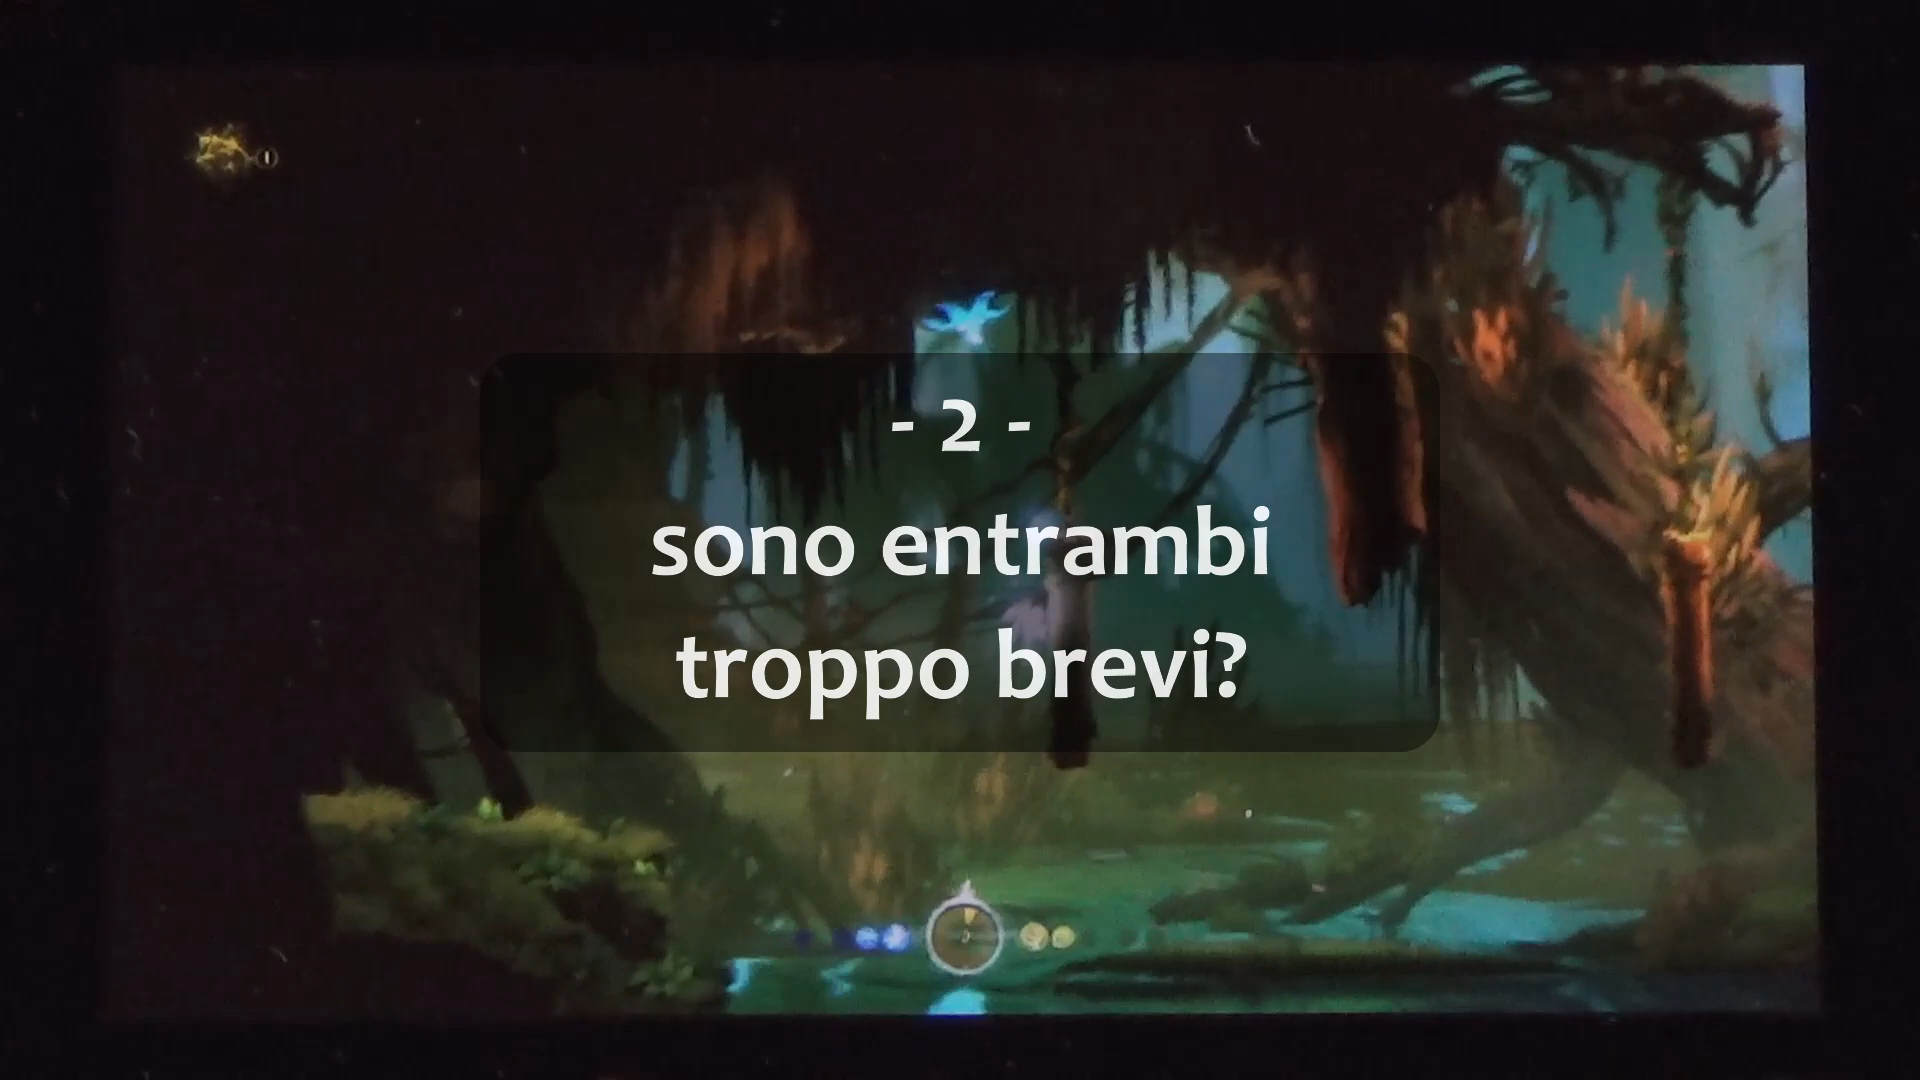 - 2 -
sono entrambi
troppo brevi?